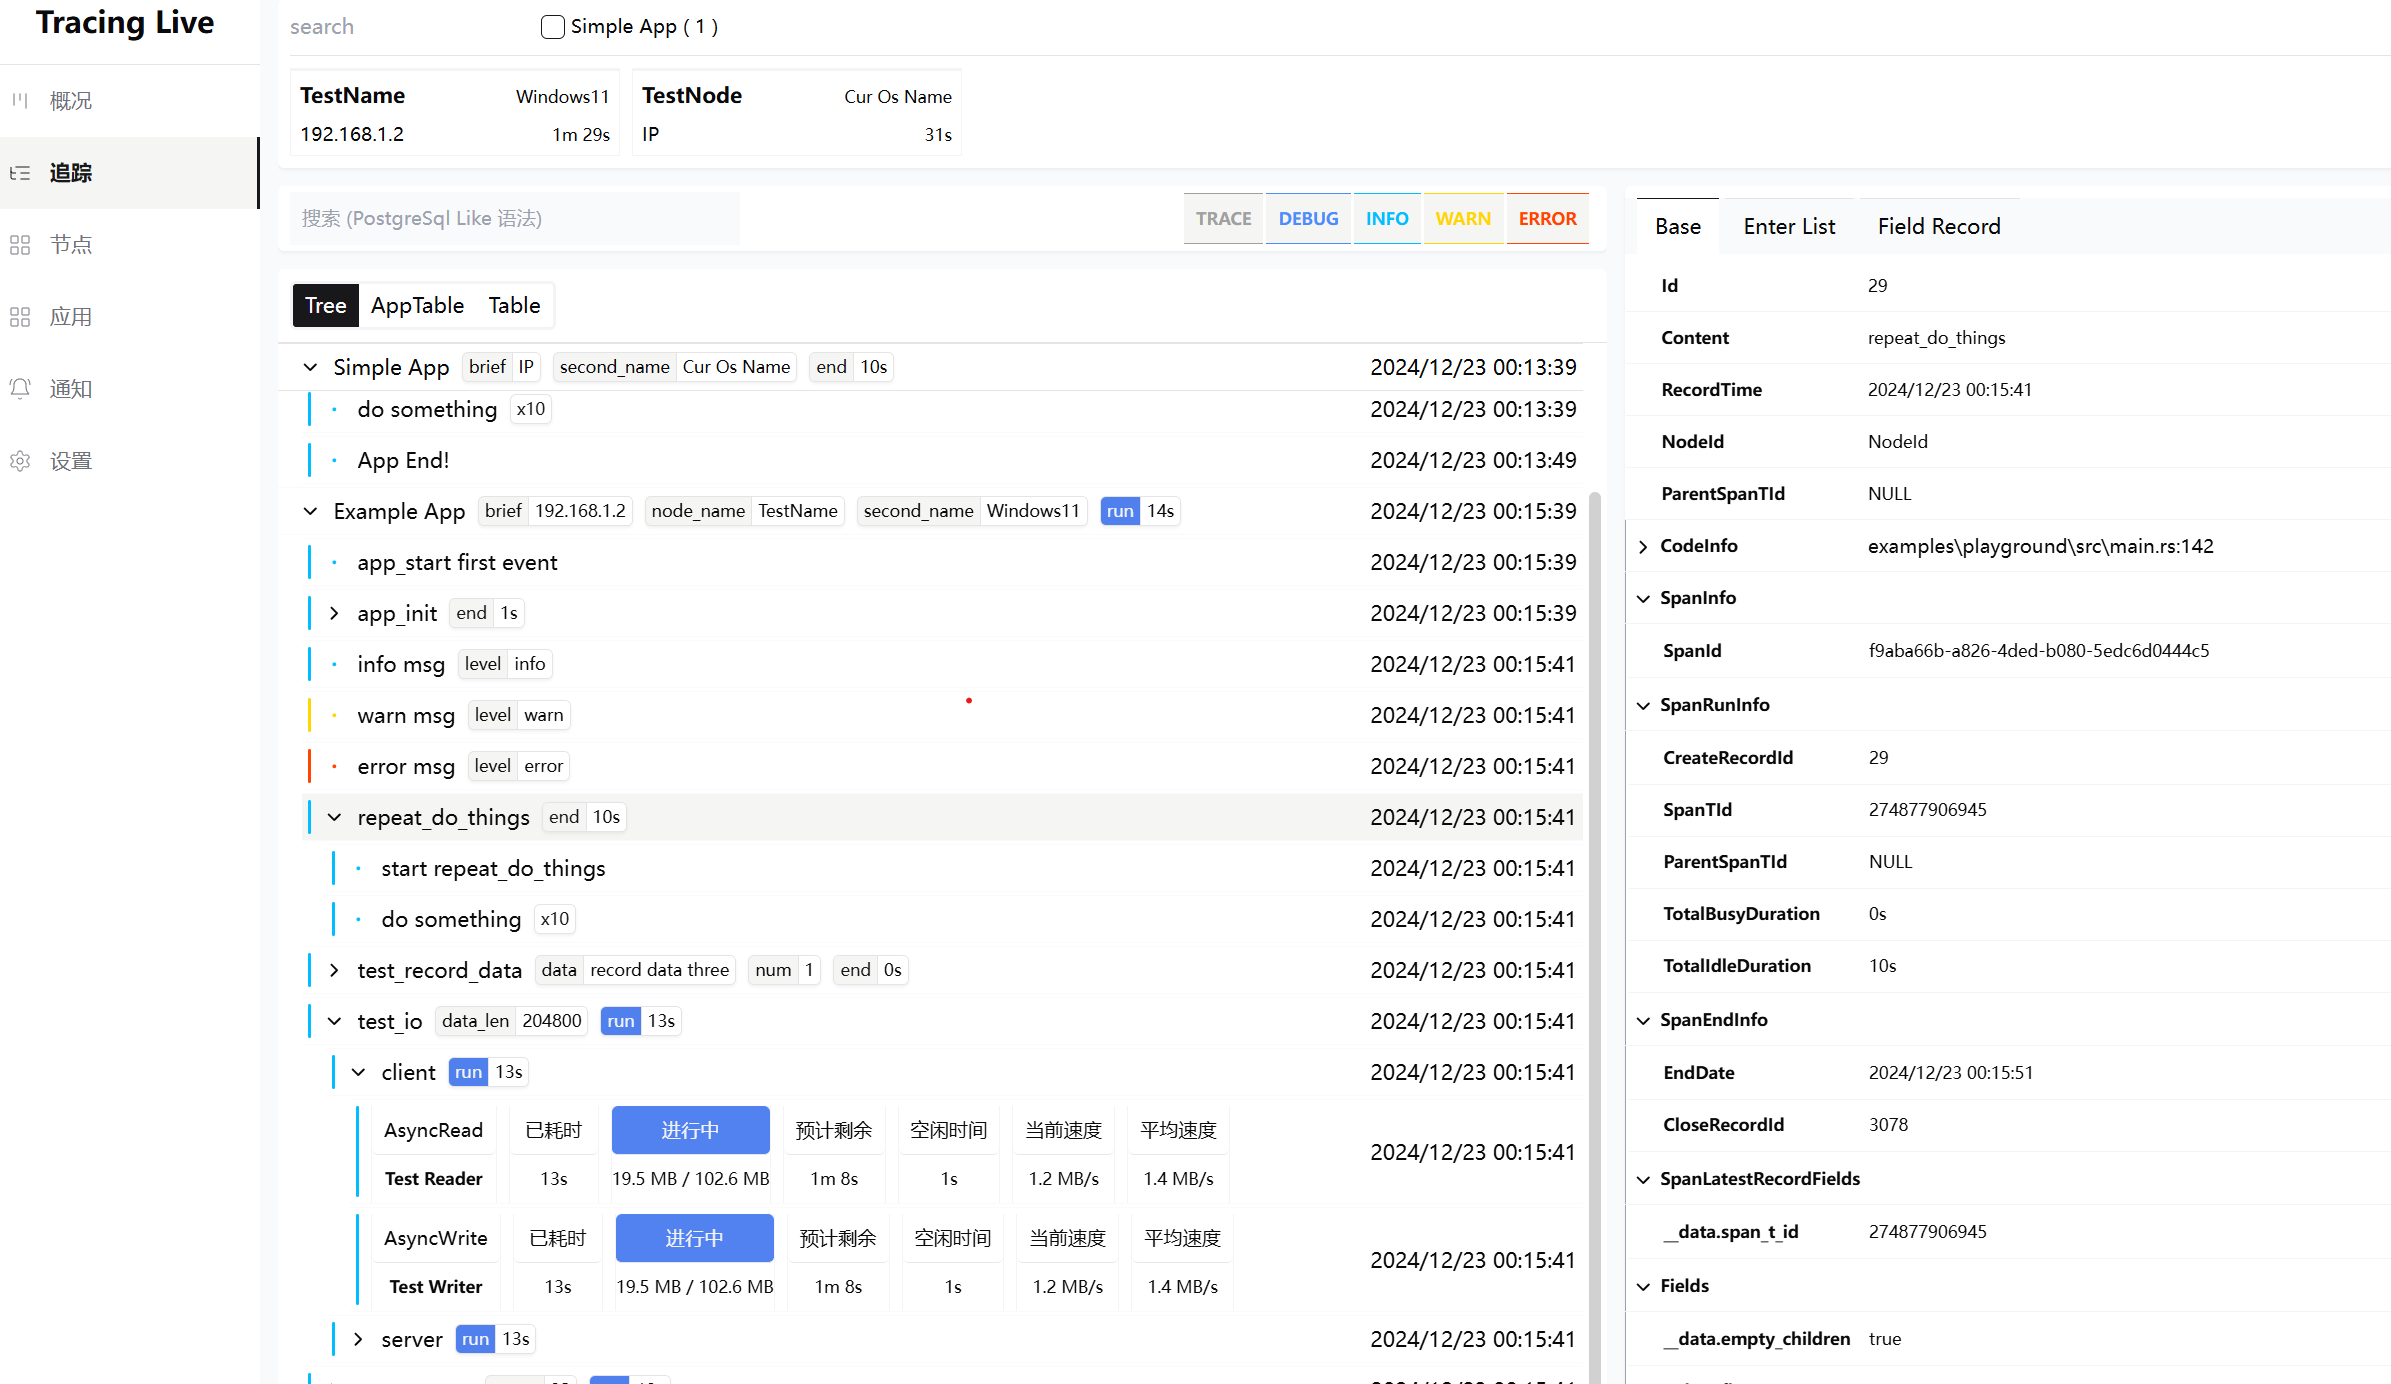 Tracing Live
概况
追踪
节点
应用
通知
设置
search
Simple App ( 1 )
TestName Windows11
192.168.1.2 1m 29s
TestNode Cur Os Name
IP 31s
搜索 (PostgreSql Like 语法)
TRACE DEBUG INFO WARN ERROR
Tree AppTable Table
Simple App brief IP second_name Cur Os Name end 10s 2024/12/23 00:13:39
do something x10 2024/12/23 00:13:39
App End! 2024/12/23 00:13:49
Example App brief 192.168.1.2 node_name TestName second_name Windows11 run 14s 2024/12/23 00:15:39
app_start first event 2024/12/23 00:15:39
app_init end 1s 2024/12/23 00:15:39
info msg level info 2024/12/23 00:15:41
warn msg level warn 2024/12/23 00:15:41
error msg level error 2024/12/23 00:15:41
repeat_do_things end 10s 2024/12/23 00:15:41
start repeat_do_things 2024/12/23 00:15:41
do something x10 2024/12/23 00:15:41
test_record_data data record data three num 1 end 0s 2024/12/23 00:15:41
test_io data_len 204800 run 13s 2024/12/23 00:15:41
client run 13s 2024/12/23 00:15:41
AsyncRead 已耗时 进行中 预计剩余 空闲时间 当前速度 平均速度
2024/12/23 00:15:41
Test Reader 13s 19.5 MB / 102.6 MB 1m 8s 1s 1.2 MB/s 1.4 MB/s
AsyncWrite 已耗时 进行中 预计剩余 空闲时间 当前速度 平均速度
2024/12/23 00:15:41
Test Writer 13s 19.5 MB / 102.6 MB 1m 8s 1s 1.2 MB/s 1.4 MB/s
server run 13s 2024/12/23 00:15:41
Base Enter List Field Record
Id 29
Content repeat_do_things
RecordTime 2024/12/23 00:15:41
NodeId NodeId
ParentSpanTId NULL
CodeInfo examples\playground\src\main.rs:142
SpanInfo
SpanId f9aba66b-a826-4ded-b080-5edc6d0444c5
SpanRunInfo
CreateRecordId 29
SpanTId 274877906945
ParentSpanTId NULL
TotalBusyDuration 0s
TotalIdleDuration 10s
SpanEndInfo
EndDate 2024/12/23 00:15:51
CloseRecordId 3078
SpanLatestRecordFields
__data.span_t_id 274877906945
Fields
__data.empty_children true